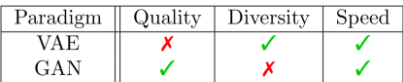 Paradigm Quality Diversity Speed
VAE ✗ ✓ ✓
GAN ✓ ✗ ✓